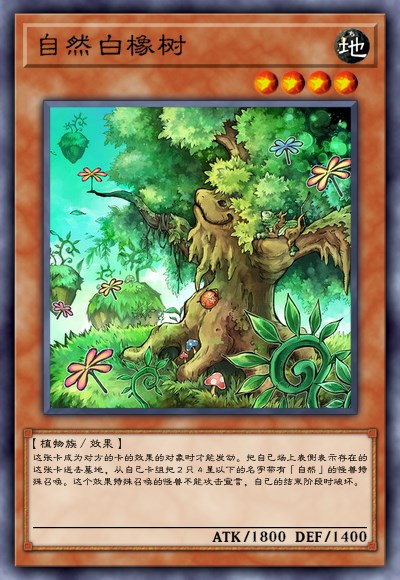 自然白橡树
地
【植物族／效果】
这张卡成为对方的卡的效果的对象时才能发动。把自己场上表侧表示存在的
这张卡送去墓地，从自己卡组把２只４星以下的名字带有「自然」的怪兽特
殊召唤。这个效果特殊召唤的怪兽不能攻击宣言，自己的结束阶段时破坏。
ATK/1800 DEF/1400